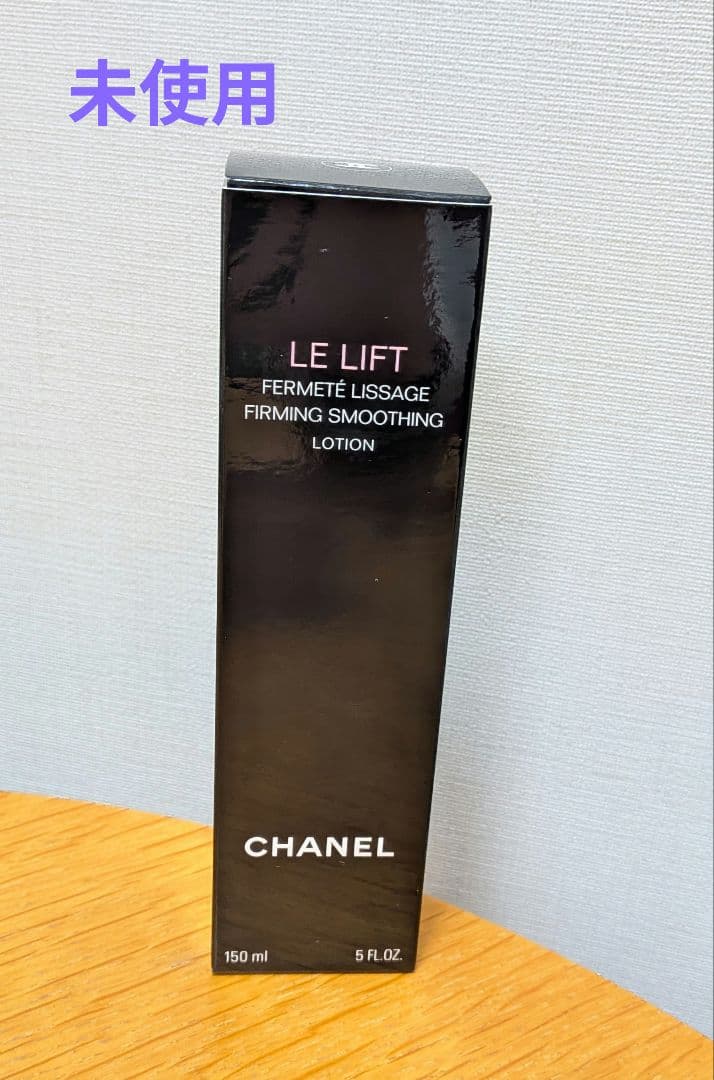 未使用
LE LIFT
FERMETÉ LISSAGE
FIRMING SMOOTHING
LOTION
CHANEL
150 ml 5 FL.OZ.